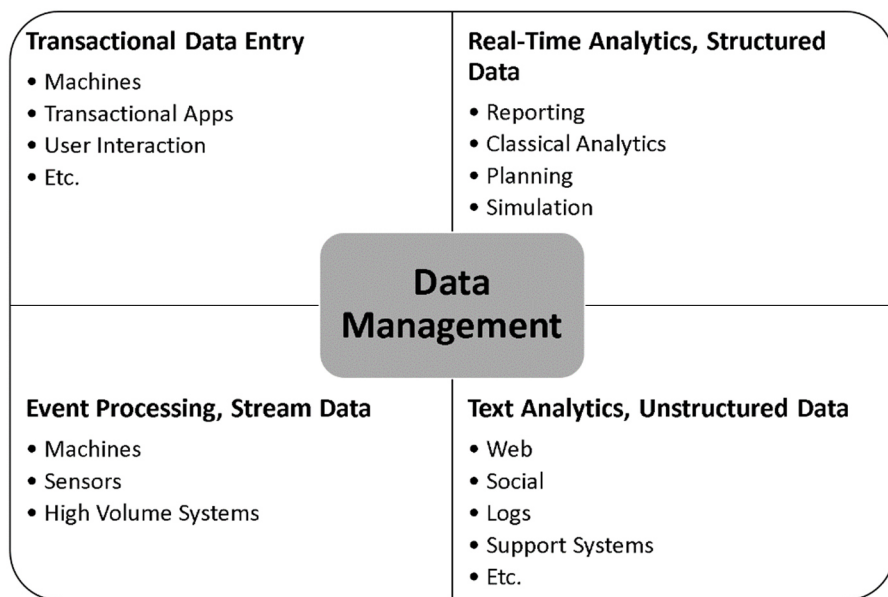 Transactional Data Entry
• Machines
• Transactional Apps
• User Interaction
• Etc.
Real-Time Analytics, Structured
Data
• Reporting
• Classical Analytics
• Planning
• Simulation
Data
Management
Event Processing, Stream Data
• Machines
• Sensors
• High Volume Systems
Text Analytics, Unstructured Data
• Web
• Social
• Logs
• Support Systems
• Etc.